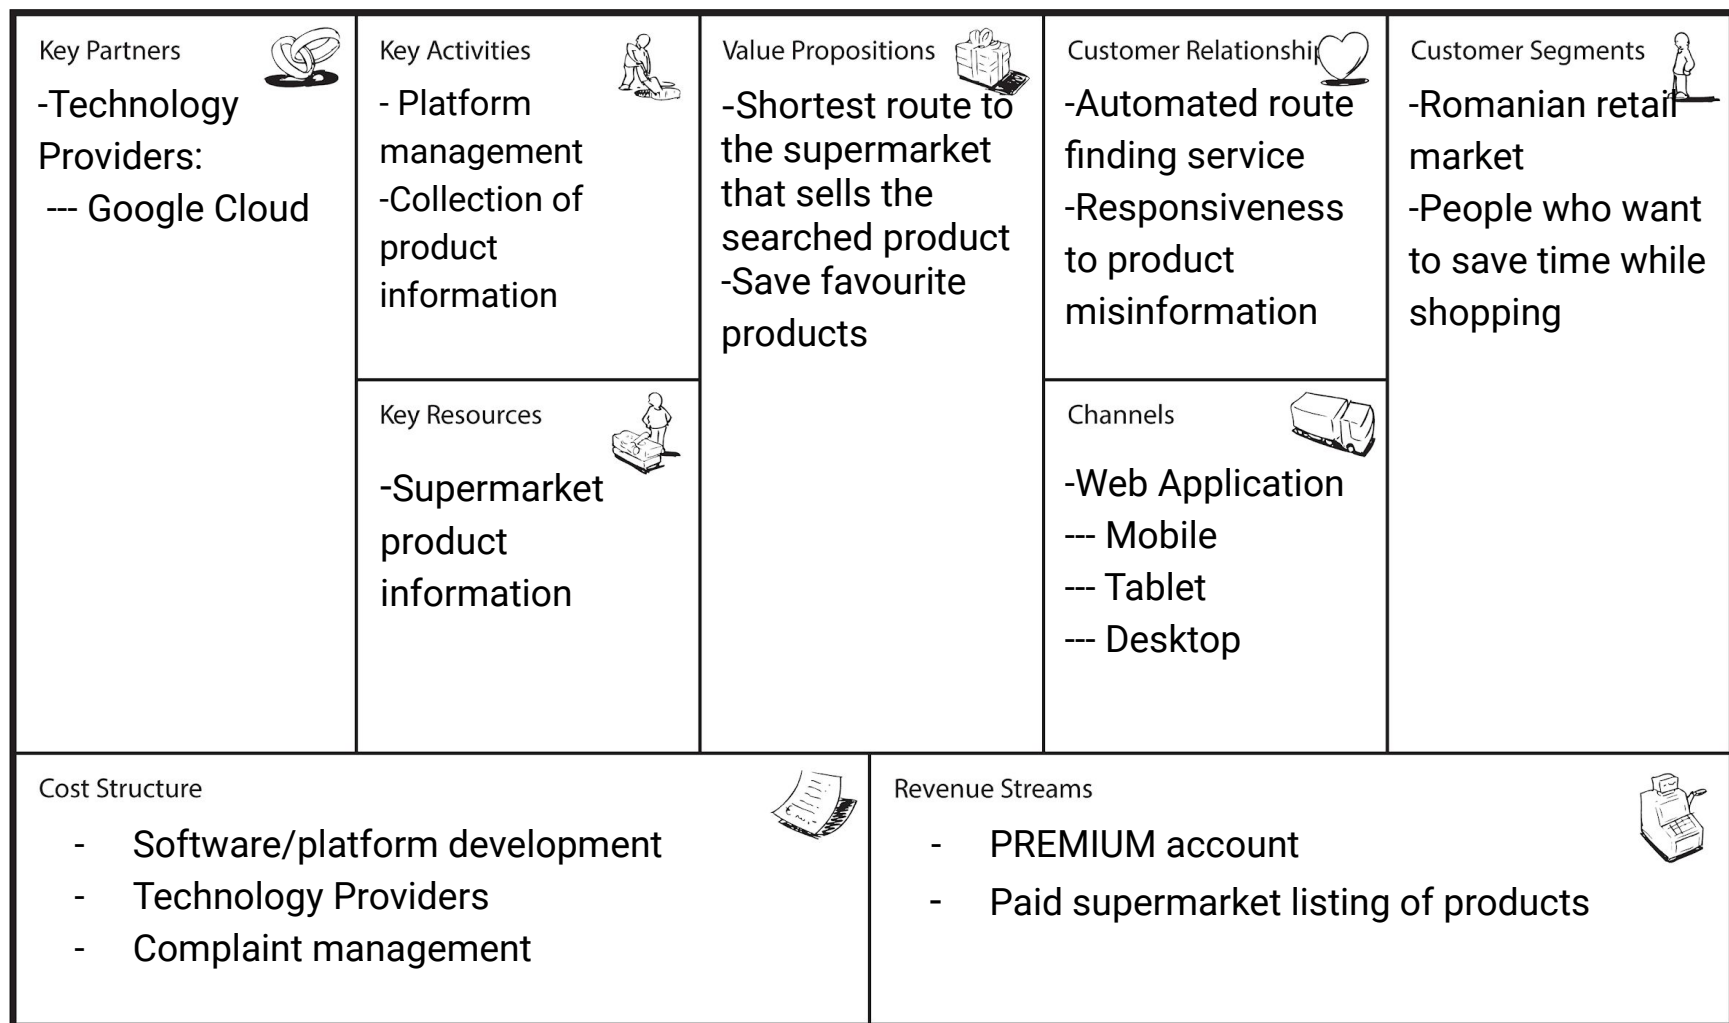 Key Partners
-Technology
Providers:
--- Google Cloud
Key Activities
- Platform
management
-Collection of
product
information
Key Resources
-Supermarket
product
information
Value Propositions
-Shortest route to
the supermarket
that sells the
searched product
-Save favourite
products
Customer Relationship
-Automated route
finding service
-Responsiveness
to product
misinformation
Channels
-Web Application
--- Mobile
--- Tablet
--- Desktop
Customer Segments
-Romanian retail
market
-People who want
to save time while
shopping
Cost Structure
- Software/platform development
- Technology Providers
- Complaint management
Revenue Streams
- PREMIUM account
- Paid supermarket listing of products